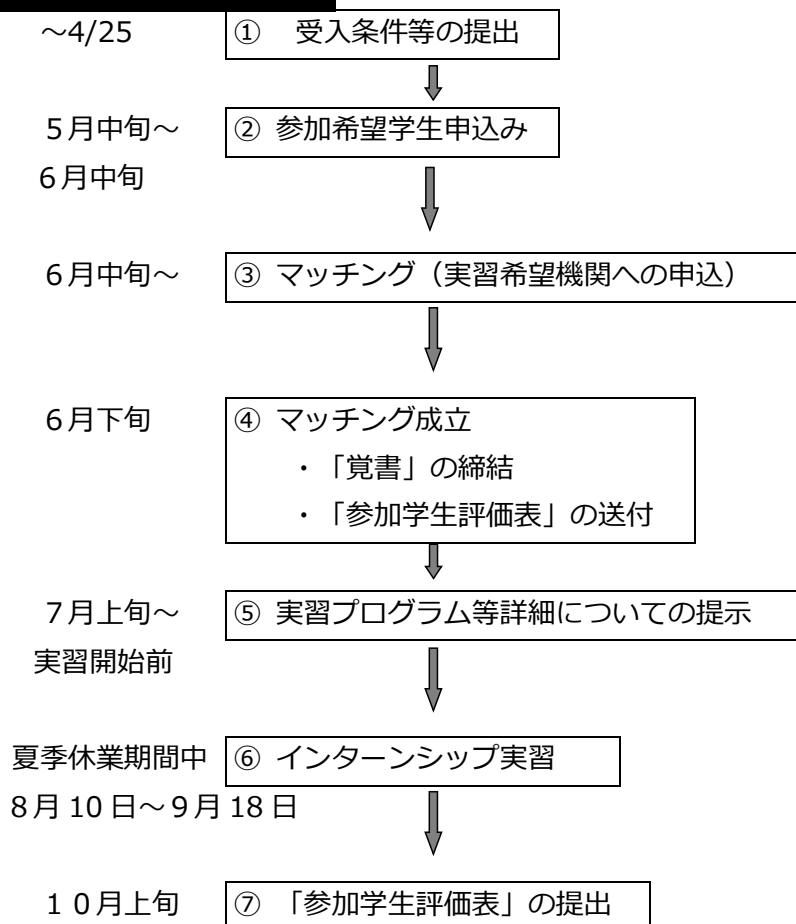 ～4/25 ① 受入条件等の提出
５月中旬～ ② 参加希望学生申込み
６月中旬
６月中旬～ ③ マッチング（実習希望機関への申込）
６月下旬 ④ マッチング成立
・「覚書」の締結
・「参加学生評価表」の送付
７月上旬～ ⑤ 実習プログラム等詳細についての提示
実習開始前
夏季休業期間中 ⑥ インターンシップ実習
８月 10 日～９月 18 日
１０月上旬 ⑦ 「参加学生評価表」の提出